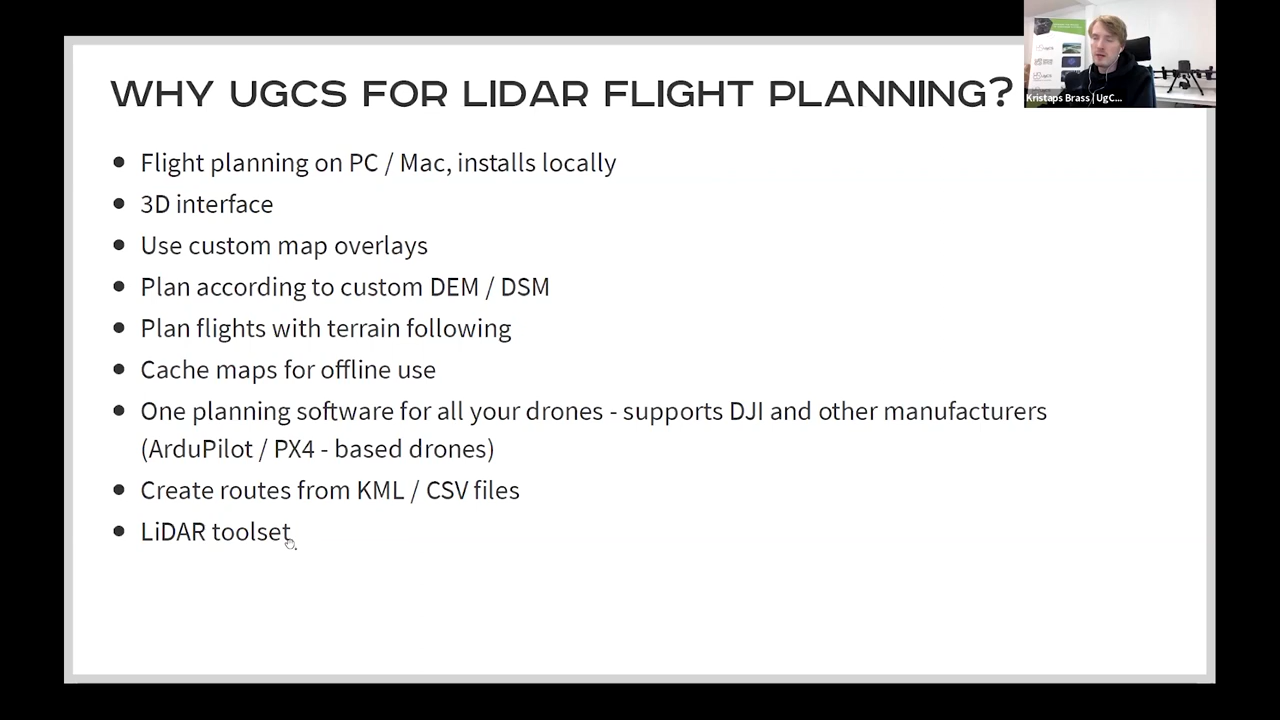 WHY UGCS FOR LIDAR FLIGHT PLANNING?
Kristaps Brass | UgC...
• Flight planning on PC / Mac, installs locally
• 3D interface
• Use custom map overlays
• Plan according to custom DEM / DSM
• Plan flights with terrain following
• Cache maps for offline use
• One planning software for all your drones - supports DJI and other manufacturers
(ArduPilot / PX4 - based drones)
• Create routes from KML / CSV files
• LiDAR toolset